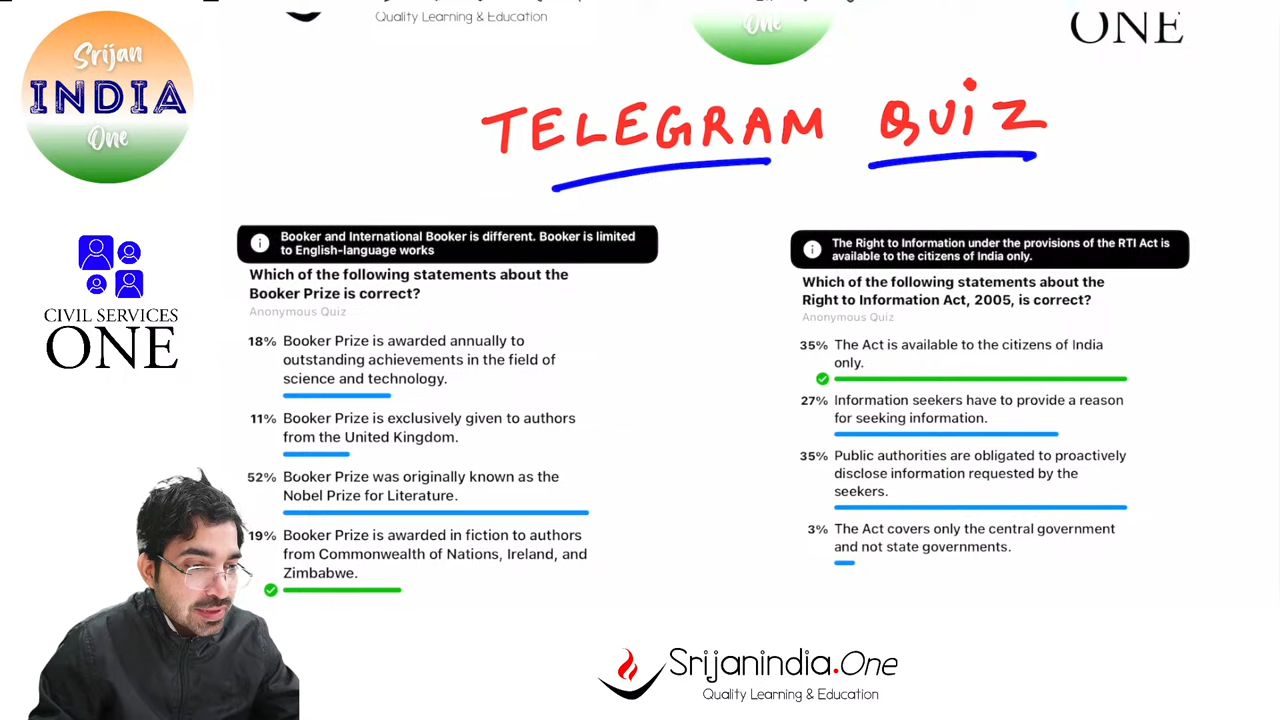 Quality Learning & Education
One
ONE
Srijan
INDIA
One
TELEGRAM QUIZ
CIVIL SERVICES
ONE
Booker and International Booker is different. Booker is limited
to English-language works
Which of the following statements about the
Booker Prize is correct?
Anonymous Quiz
18% Booker Prize is awarded annually to
outstanding achievements in the field of
science and technology.
11% Booker Prize is exclusively given to authors
from the United Kingdom.
52% Booker Prize was originally known as the
Nobel Prize for Literature.
19% Booker Prize is awarded in fiction to authors
from Commonwealth of Nations, Ireland, and
Zimbabwe.
The Right to Information under the provisions of the RTI Act is
available to the citizens of India only.
Which of the following statements about the
Right to Information Act, 2005, is correct?
Anonymous Quiz
35% The Act is available to the citizens of India
only.
27% Information seekers have to provide a reason
for seeking information.
35% Public authorities are obligated to proactively
disclose information requested by the
seekers.
3% The Act covers only the central government
and not state governments.
Srijanindia.One
Quality Learning & Education